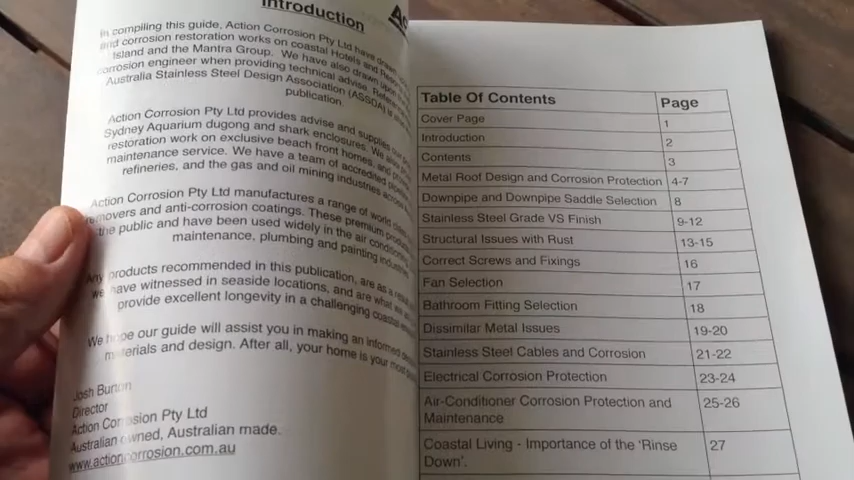 Introduction
In compiling this guide, Action Corrosion Pty Ltd have
and corrosion restoration works on coastal Hotels and
Island and the Mantra Group. We have also drawn upon
corrosion engineer when providing technical advise.
Australia Stainless Steel Design Association (ASSDA) is
publication.
Action Corrosion Pty Ltd provides advise and supplies
Sydney Aquarium dugong and shark enclosures. We also
restoration work on exclusive beach front homes, and
maintenance service. We have a team of accredited
refineries, and the gas and oil mining industries across
Action Corrosion Pty Ltd manufactures a range of world
removers and anti-corrosion coatings. These premium
the public and have been used widely in the air
maintenance, plumbing and painting
Any products recommended in this publication, are as a
we have witnessed in seaside locations, and are what
provide excellent longevity in a challenging coastal
We hope our guide will assist you in making an informed
materials and design. After all, your home is your most
Josh Burton
Director
Action Corrosion Pty Ltd
Australian owned, Australian made.
www.actioncorrosion.com.au
Table Of Contents Page
Cover Page 1
Introduction 2
Contents 3
Metal Roof Design and Corrosion Protection 4-7
Downpipe and Downpipe Saddle Selection 8
Stainless Steel Grade VS Finish 9-12
Structural Issues with Rust 13-15
Correct Screws and Fixings 16
Fan Selection 17
Bathroom Fitting Selection 18
Dissimilar Metal Issues 19-20
Stainless Steel Cables and Corrosion 21-22
Electrical Corrosion Protection 23-24
Air-Conditioner Corrosion Protection and 25-26
Maintenance
Coastal Living - Importance of the 'Rinse 27
Down'.